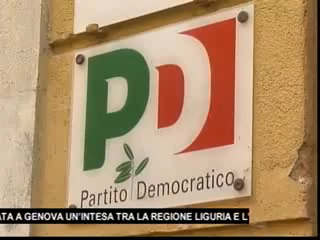 PD
Partito Democratico
ATA A GENOVA UN'INTESA TRA LA REGIONE LIGURIA E L'